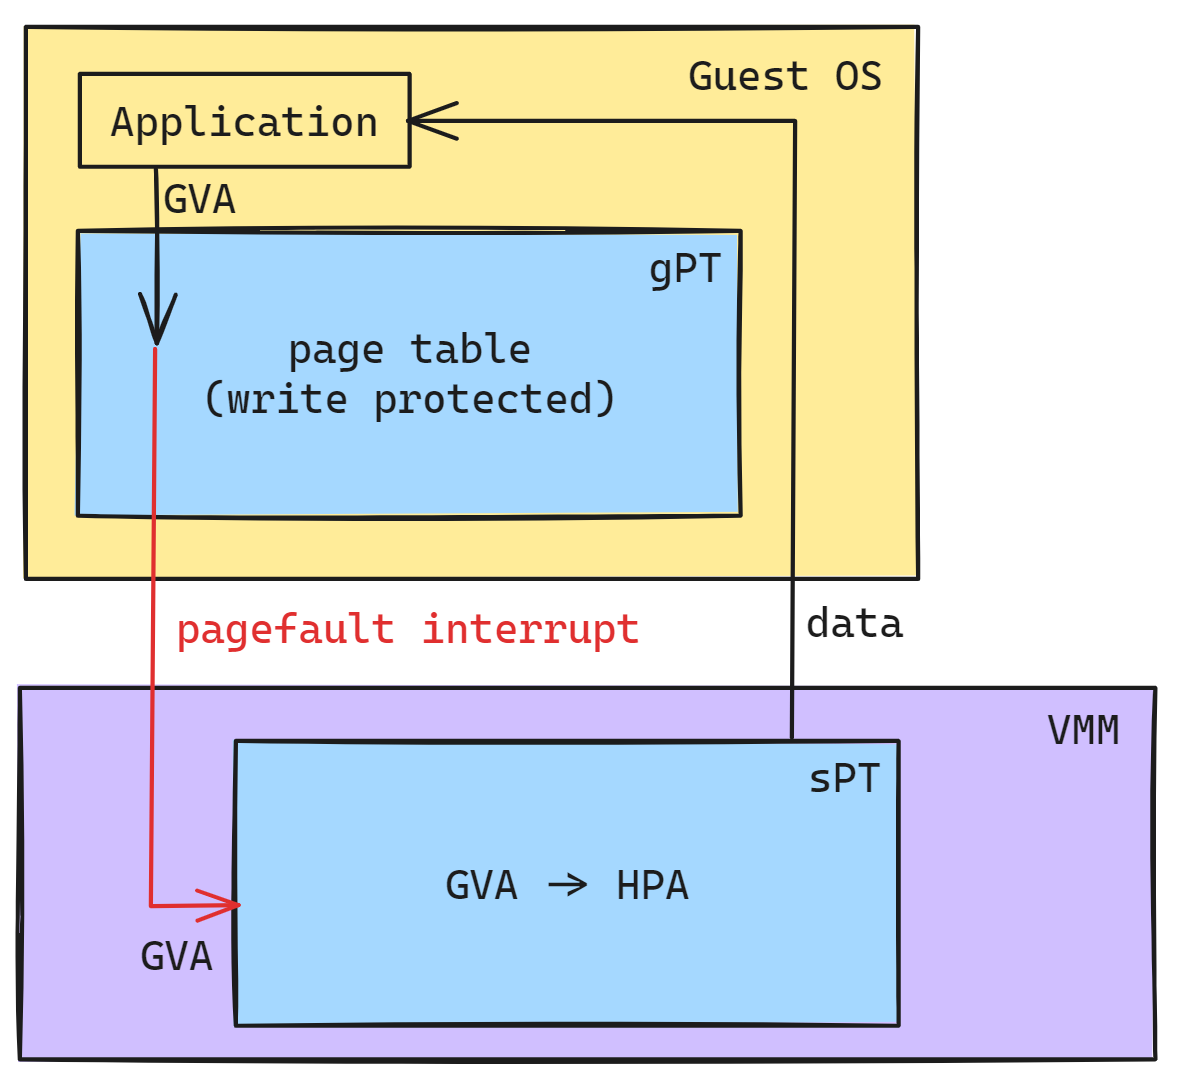 Guest OS
Application
GVA
gPT
page table
(write protected)
pagefault interrupt
data
VMM
sPT
GVA → HPA
GVA